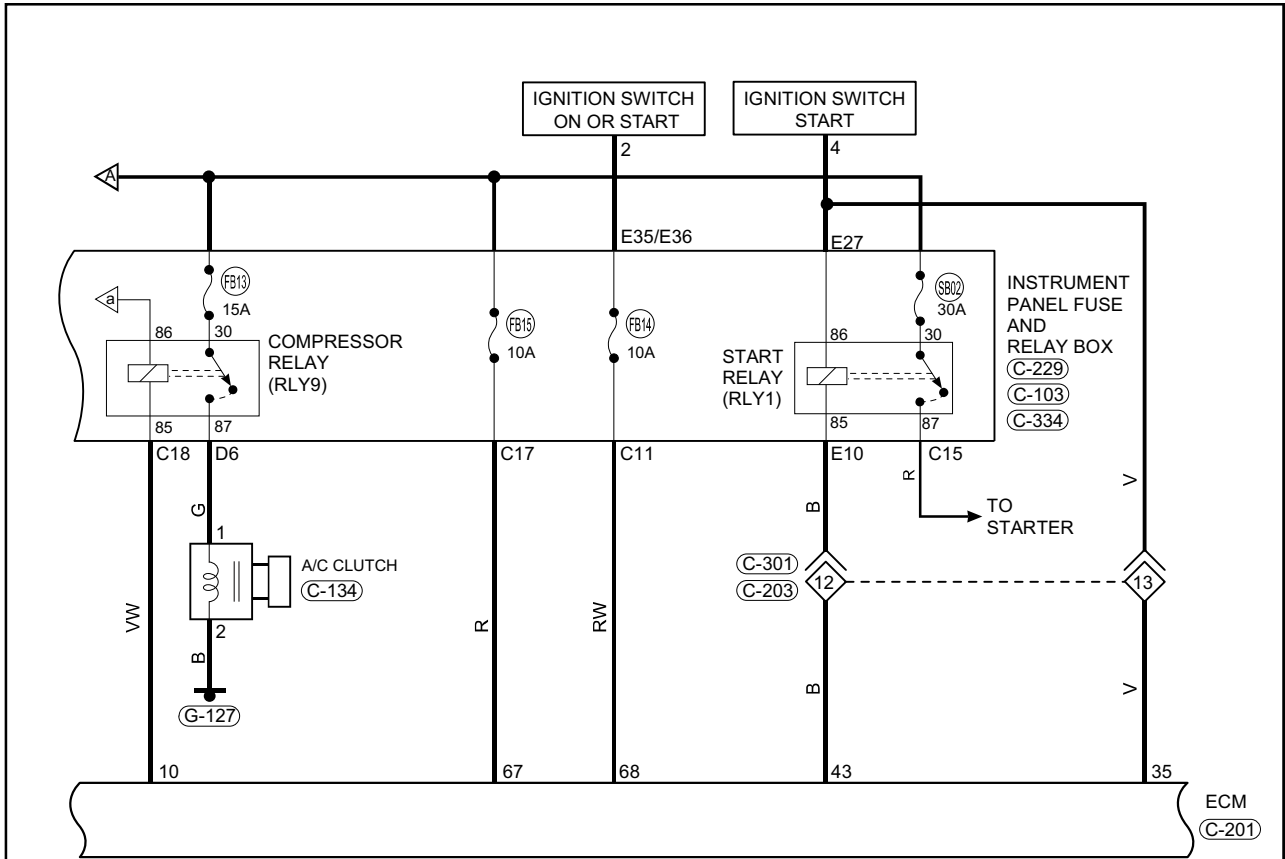 IGNITION SWITCH
ON OR START
IGNITION SWITCH
START
2
4
A
E35/E36
E27
FB13
15A
a
86
30
COMPRESSOR
RELAY
(RLY9)
85
87
FB15
10A
FB14
10A
START
RELAY
(RLY1)
86
SB02
30A
30
85
87
INSTRUMENT
PANEL FUSE
AND
RELAY BOX
C-229
C-103
C-334
C18
D6
C17
C11
E10
C15
G
1
A/C CLUTCH
C-134
2
B
G-127
VW
R
RW
B
R
TO
STARTER
V
C-301
C-203
12
13
B
V
10
67
68
43
35
ECM
C-201